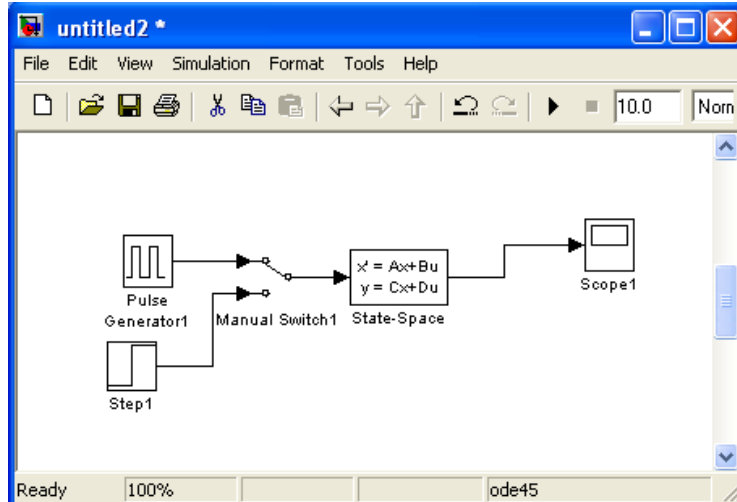 untitled2 *
File Edit View Simulation Format Tools Help
10.0 Nom
x' = Ax+Bu
y = Cx+Du
Pulse
Generator1
Manual Switch1
State-Space
Scope1
Step1
Ready 100% ode45